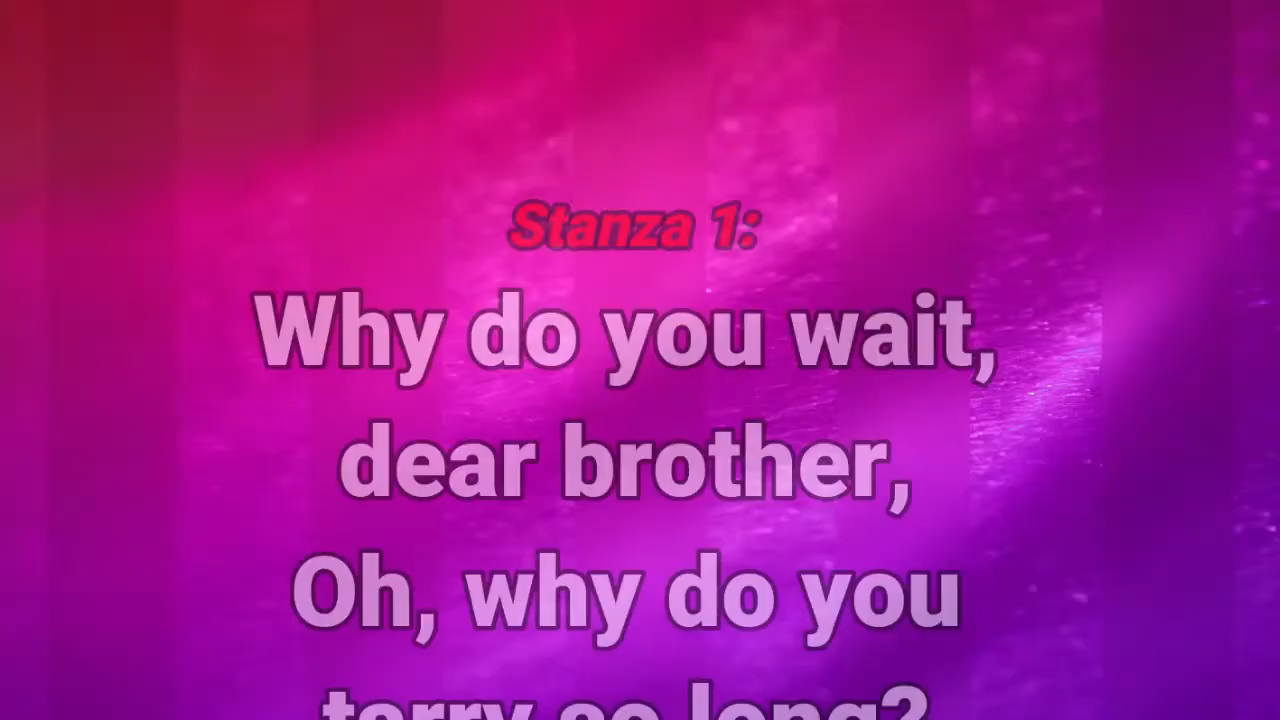 Stanza 1:
Why do you wait,
dear brother,
Oh, why do you
tarry so long?